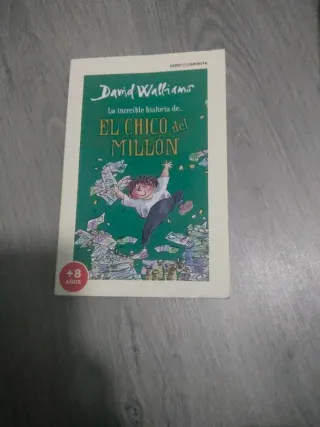 David Walliams
La increíble historia de...
EL CHICO del
MILLÓN
+8
AÑOS